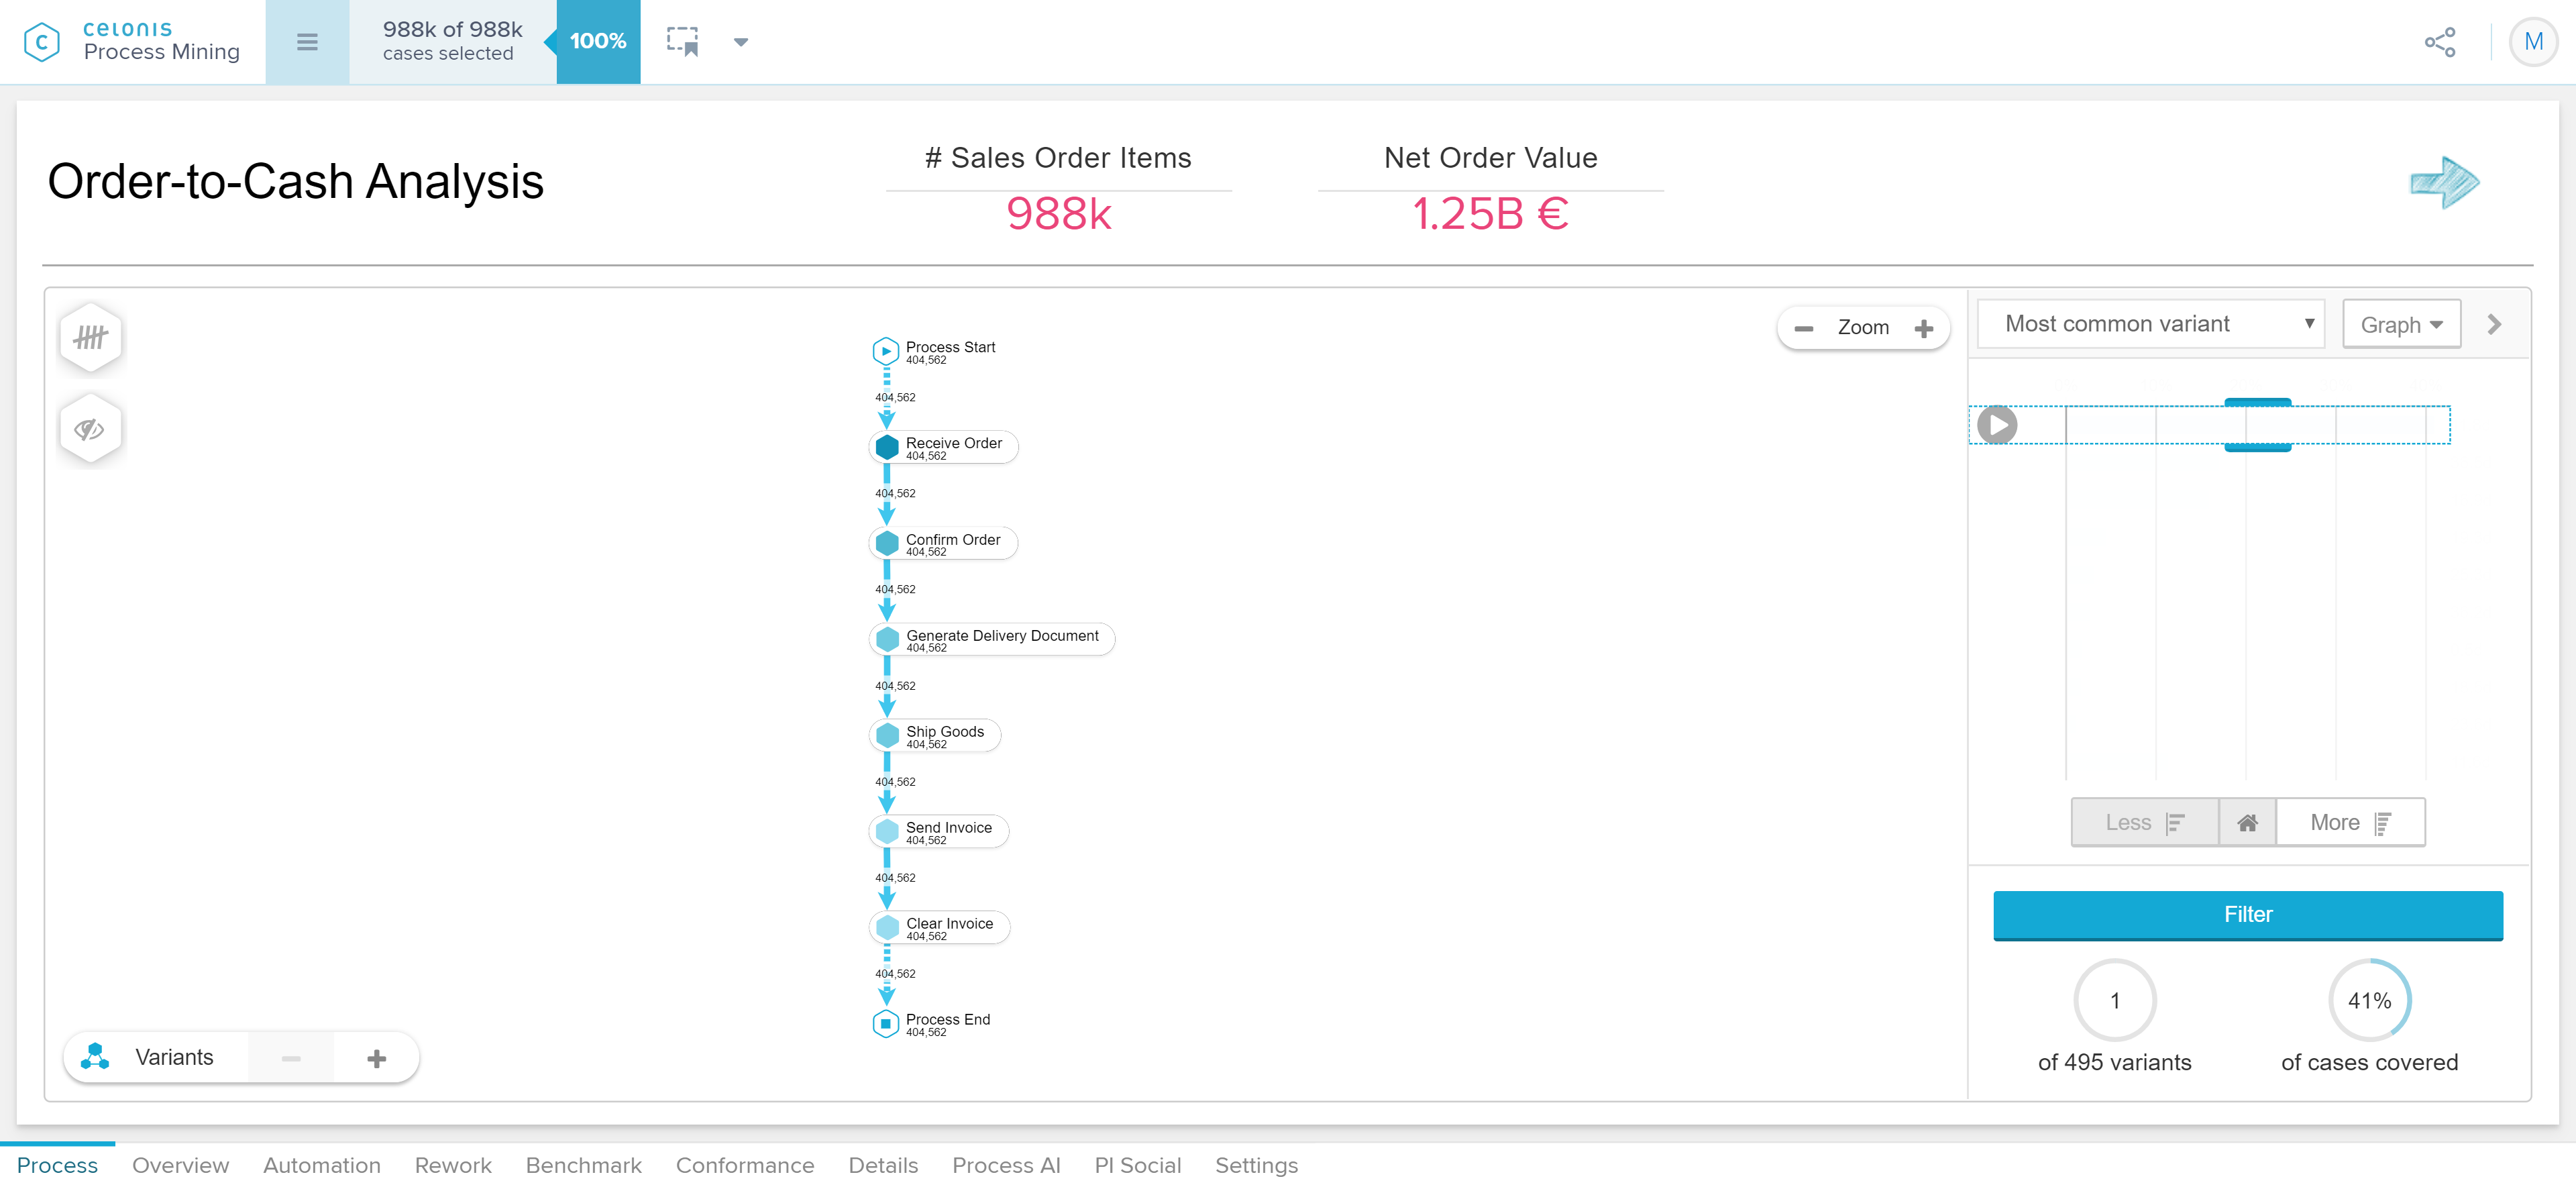 C
celonis
Process Mining
988k of 988k
cases selected
100%
M
Order-to-Cash Analysis
# Sales Order Items
988k
Net Order Value
1.25B €
Process Start
404,562
404,562
Receive Order
404,562
404,562
Confirm Order
404,562
404,562
Generate Delivery Document
404,562
404,562
Ship Goods
404,562
404,562
Send Invoice
404,562
404,562
Clear Invoice
404,562
404,562
Process End
404,562
Zoom
Variants
Most common variant
Graph
Less
More
Filter
1
of 495 variants
41%
of cases covered
Process Overview Automation Rework Benchmark Conformance Details Process AI PI Social Settings